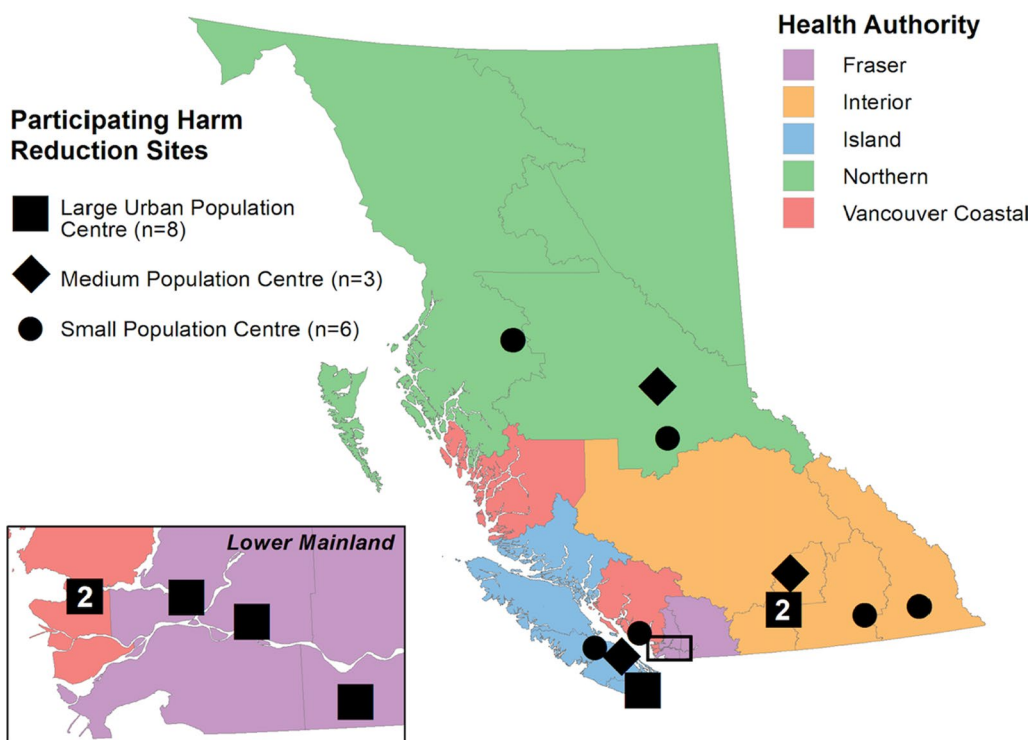 Health Authority
Fraser
Interior
Island
Northern
Vancouver Coastal
Participating Harm
Reduction Sites
Large Urban Population
Centre (n=8)
Medium Population Centre (n=3)
Small Population Centre (n=6)
2
Lower Mainland
2